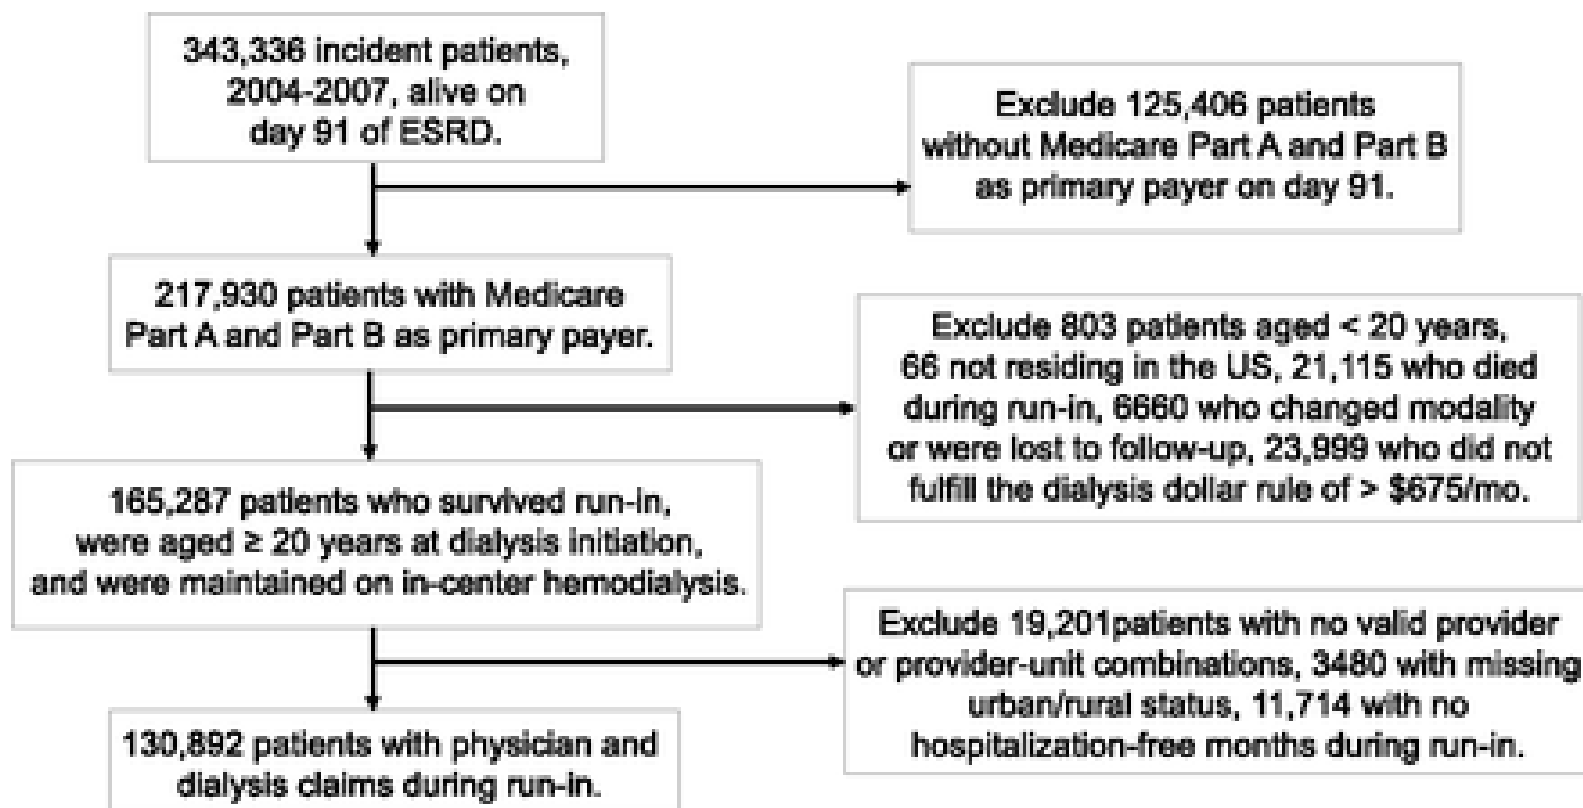 343,336 incident patients,
2004-2007, alive on
day 91 of ESRD.
Exclude 125,406 patients
without Medicare Part A and Part B
as primary payer on day 91.
217,930 patients with Medicare
Part A and Part B as primary payer.
Exclude 803 patients aged < 20 years,
66 not residing in the US, 21,115 who died
during run-in, 6660 who changed modality
or were lost to follow-up, 23,999 who did not
fulfill the dialysis dollar rule of > $675/mo.
165,287 patients who survived run-in,
were aged ≥ 20 years at dialysis initiation,
and were maintained on in-center hemodialysis.
Exclude 19,201patients with no valid provider
or provider-unit combinations, 3480 with missing
urban/rural status, 11,714 with no
hospitalization-free months during run-in.
130,892 patients with physician and
dialysis claims during run-in.